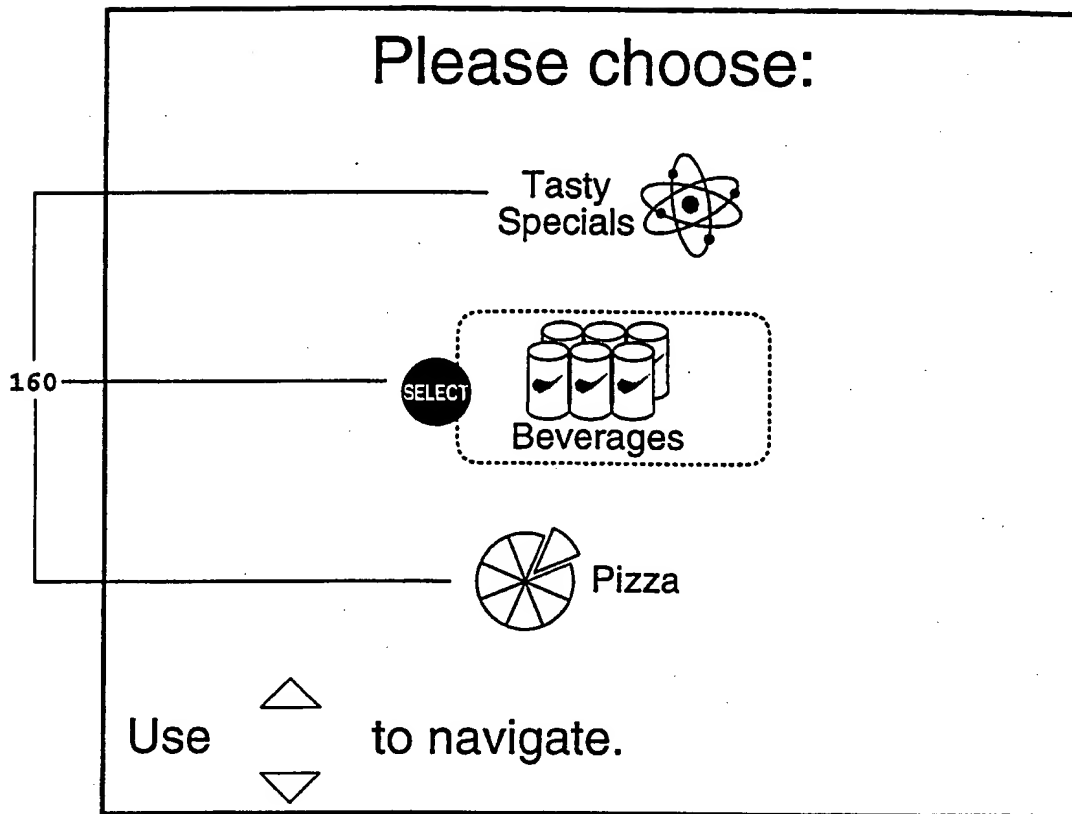 Please choose:
Tasty
Specials
160
SELECT
Beverages
Pizza
Use to navigate.